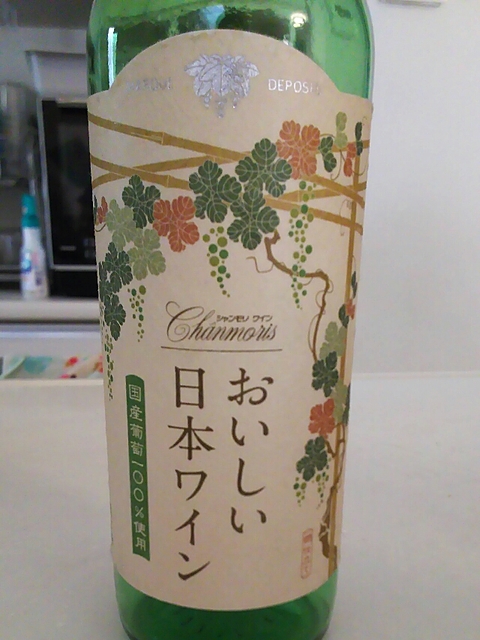 DEPOSÉ
シャンモリ ワイン
Chanmoris
おいしい
日本ワイン
国産葡萄一〇〇％使用